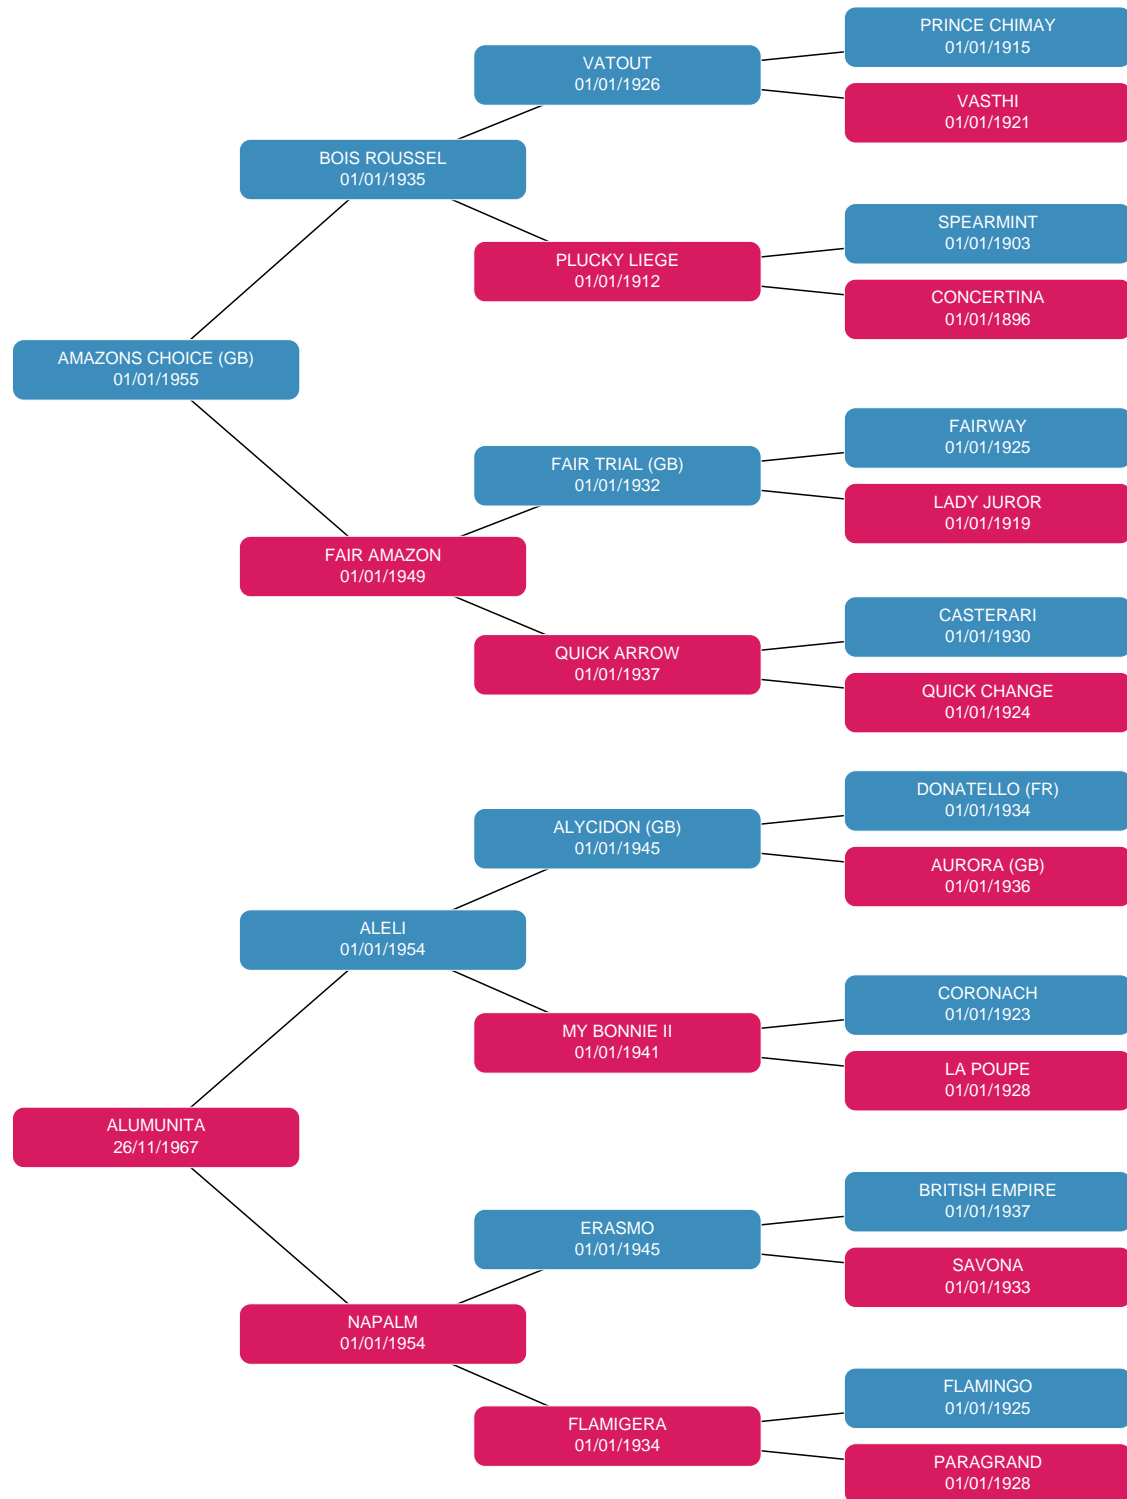 PRINCE CHIMAY
01/01/1915
VATOUT
01/01/1926
VASTHI
01/01/1921
BOIS ROUSSEL
01/01/1935
SPEARMINT
01/01/1903
PLUCKY LIEGE
01/01/1912
CONCERTINA
01/01/1896
AMAZONS CHOICE (GB)
01/01/1955
FAIRWAY
01/01/1925
FAIR TRIAL (GB)
01/01/1932
LADY JUROR
01/01/1919
FAIR AMAZON
01/01/1949
CASTERARI
01/01/1930
QUICK ARROW
01/01/1937
QUICK CHANGE
01/01/1924
DONATELLO (FR)
01/01/1934
ALYCIDON (GB)
01/01/1945
AURORA (GB)
01/01/1936
ALELI
01/01/1954
CORONACH
01/01/1923
MY BONNIE II
01/01/1941
LA POUPE
01/01/1928
ALUMUNITA
26/11/1967
BRITISH EMPIRE
01/01/1937
ERASMO
01/01/1945
SAVONA
01/01/1933
NAPALM
01/01/1954
FLAMINGO
01/01/1925
FLAMIGERA
01/01/1934
PARAGRAND
01/01/1928